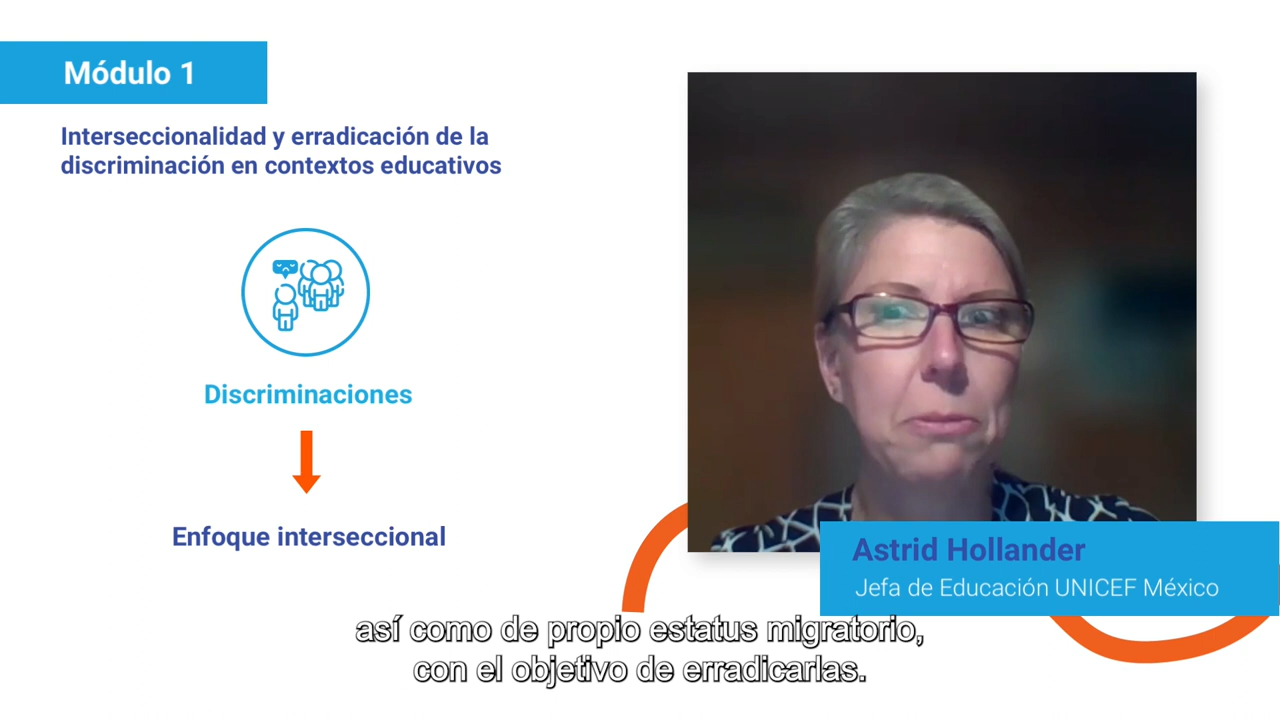 Módulo 1
Interseccionalidad y erradicación de la
discriminación en contextos educativos
Discriminaciones
Enfoque interseccional
Astrid Hollander
Jefa de Educación UNICEF México
así como de propio estatus migratorio,
con el objetivo de erradicarlas.